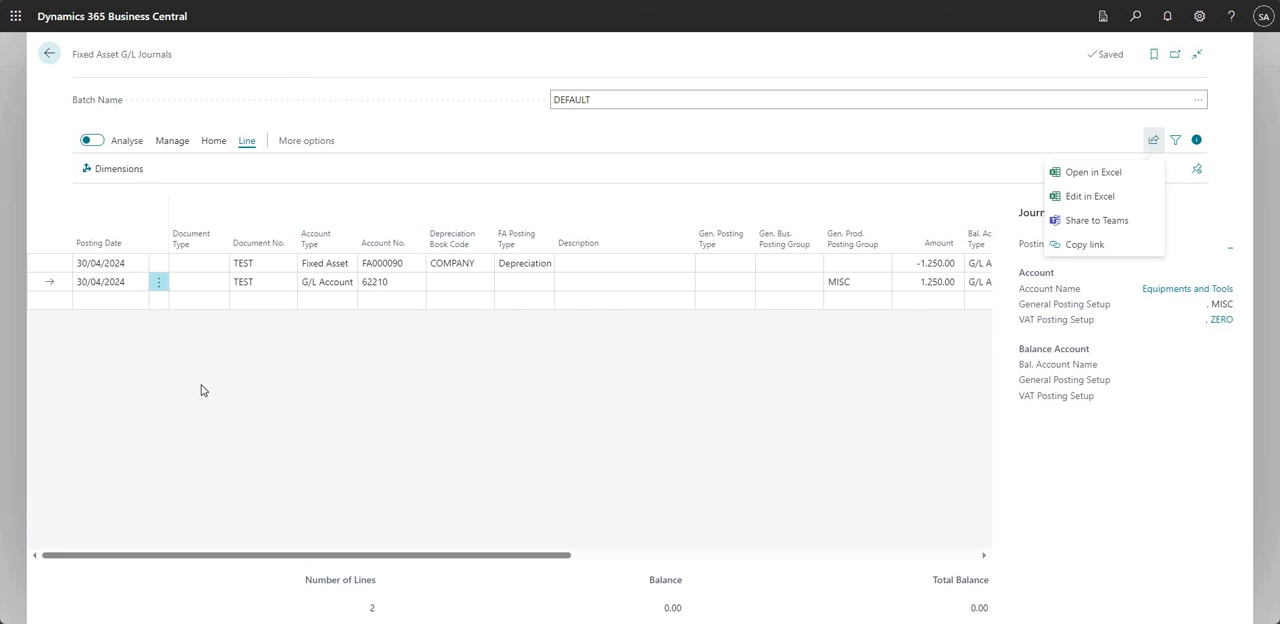 Dynamics 365 Business Central
SA
Fixed Asset G/L Journals
Saved
Batch Name
DEFAULT
Analyse Manage Home Line More options
Dimensions
Open in Excel
Edit in Excel
Share to Teams
Copy link
Posting Date Document Type Document No. Account Type Account No. Depreciation Book Code FA Posting Type Description Gen. Posting Type Gen. Bus. Posting Group Gen. Prod. Posting Group Amount Bal. Ac Type
30/04/2024 TEST Fixed Asset FA000090 COMPANY Depreciation -1,250.00 G/L A
30/04/2024 TEST G/L Account 62210 MISC 1,250.00 G/L A
Journ
Postin
Account
Account Name Equipments and Tools
General Posting Setup , MISC
VAT Posting Setup , ZERO
Balance Account
Bal. Account Name
General Posting Setup
VAT Posting Setup
Number of Lines Balance Total Balance
2 0.00 0.00